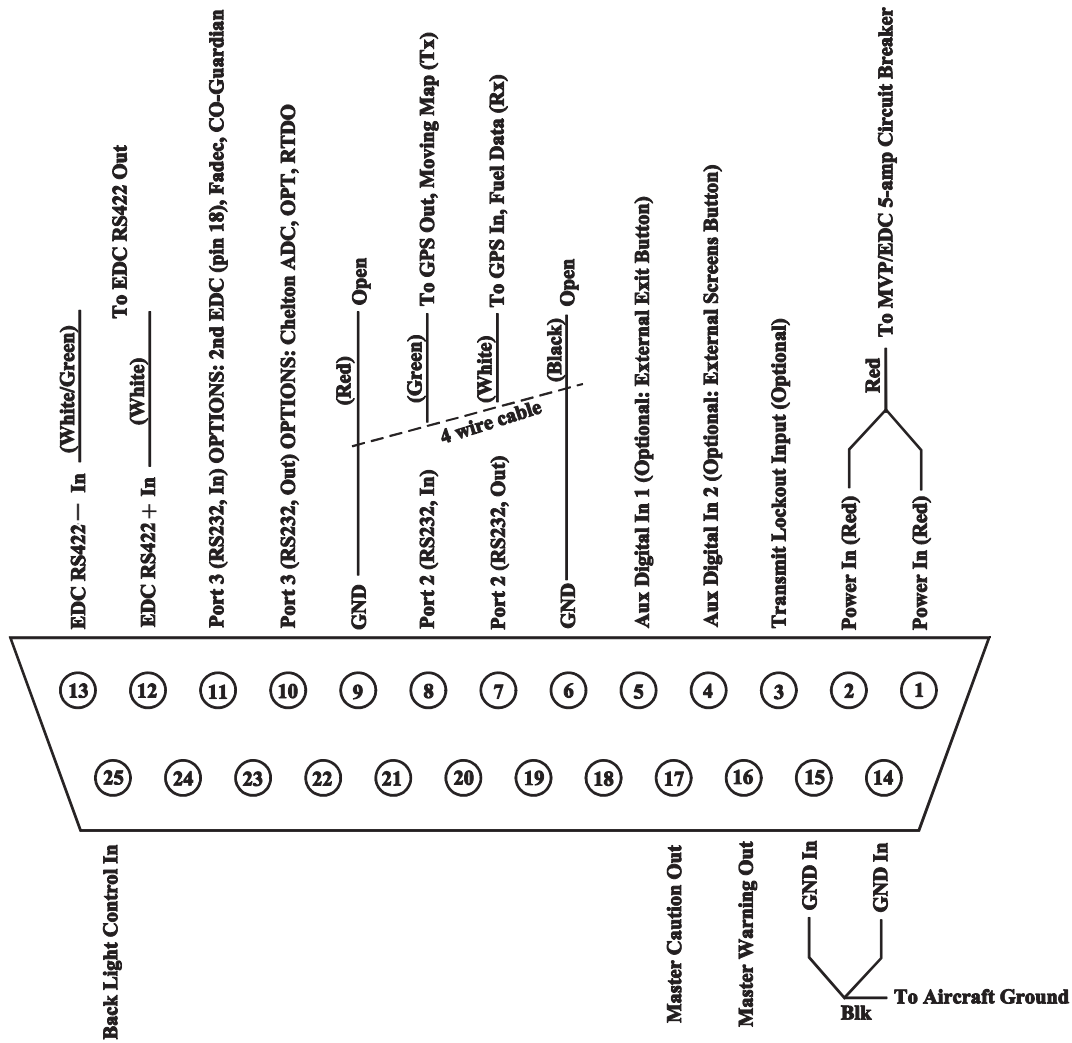 EDC RS422 — In (White/Green)
To EDC RS422 Out
EDC RS422 + In (White)
Port 3 (RS232, In) OPTIONS: 2nd EDC (pin 18), Fadec, CO-Guardian
Port 3 (RS232, Out) OPTIONS: Chelton ADC, OPT, RTDO
GND (Red) Open
Port 2 (RS232, In) (Green) To GPS Out, Moving Map (Tx)
Port 2 (RS232, Out) (White) To GPS In, Fuel Data (Rx)
GND (Black) Open
4 wire cable
Aux Digital In 1 (Optional: External Exit Button)
Aux Digital In 2 (Optional: External Screens Button)
Transmit Lockout Input (Optional)
Power In (Red)
Power In (Red)
Red
To MVP/EDC 5-amp Circuit Breaker
13 12 11 10 9 8 7 6 5 4 3 2 1
25 24 23 22 21 20 19 18 17 16 15 14
Back Light Control In
Master Caution Out
Master Warning Out
GND In
GND In
Blk
To Aircraft Ground